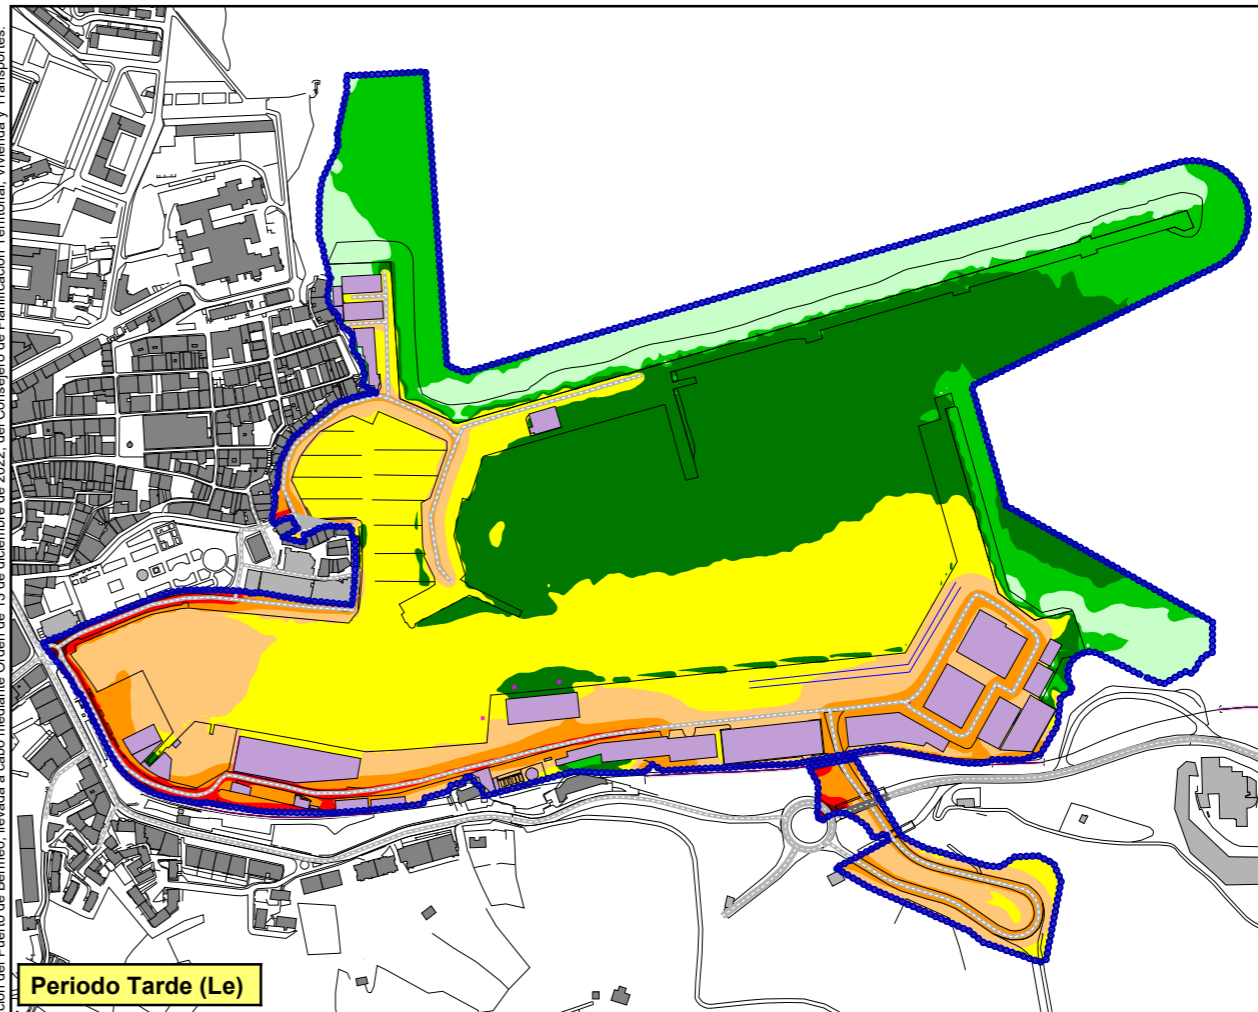 ción del Puerto de Bermeo, llevada a cabo mediante Orden de 13 de diciembre de 2022, del Consejero de Planificación Territorial, Vivienda y Transportes.
Periodo Tarde (Le)